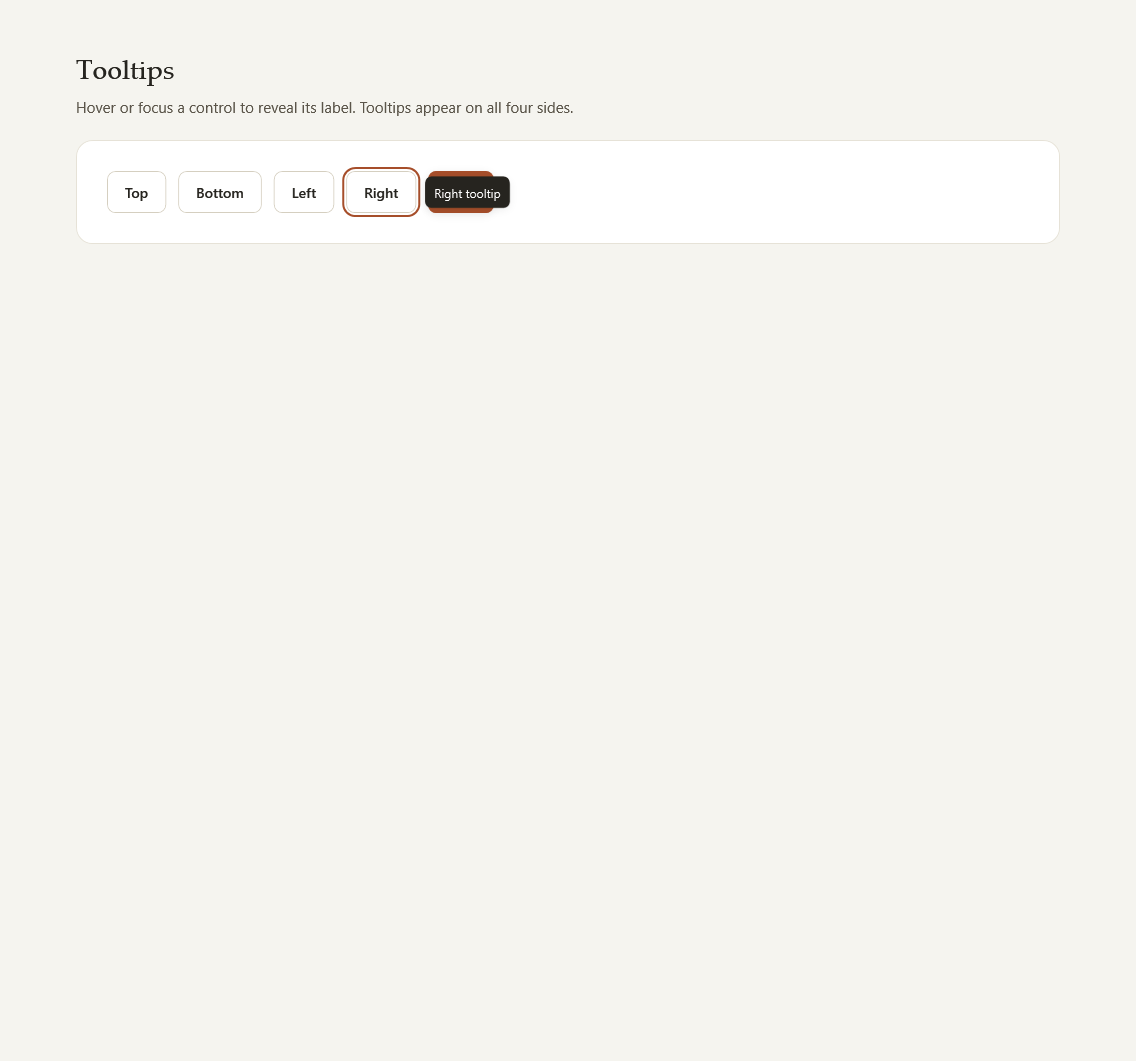 Tooltips
Hover or focus a control to reveal its label. Tooltips appear on all four sides.
Top Bottom Left Right Right tooltip